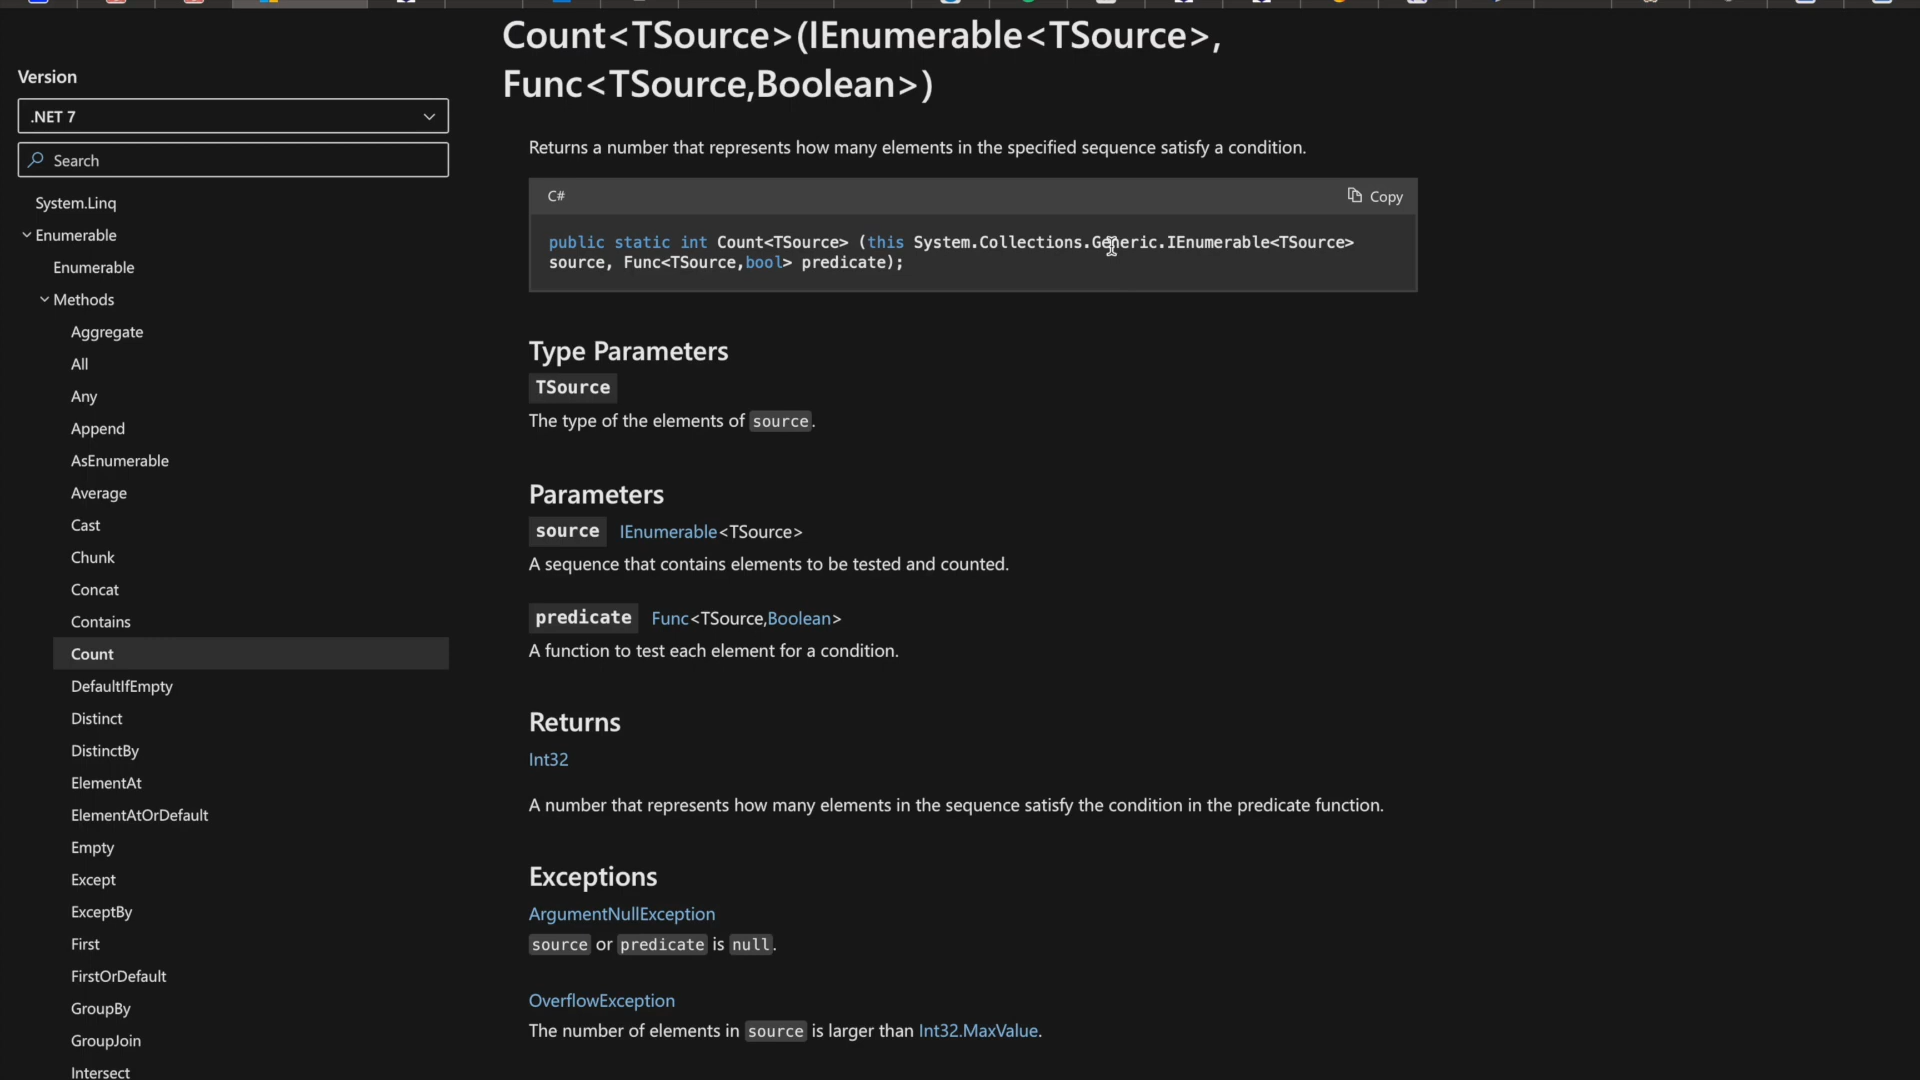 Version
.NET 7
Search
System.Linq
Enumerable
Enumerable
Methods
Aggregate
All
Any
Append
AsEnumerable
Average
Cast
Chunk
Concat
Contains
Count
DefaultIfEmpty
Distinct
DistinctBy
ElementAt
ElementAtOrDefault
Empty
Except
ExceptBy
First
FirstOrDefault
GroupBy
GroupJoin
Intersect
Count<TSource>(IEnumerable<TSource>,
Func<TSource,Boolean>)
Returns a number that represents how many elements in the specified sequence satisfy a condition.
C# Copy
public static int Count<TSource> (this System.Collections.Generic.IEnumerable<TSource>
source, Func<TSource,bool> predicate);
Type Parameters
TSource
The type of the elements of source.
Parameters
source IEnumerable<TSource>
A sequence that contains elements to be tested and counted.
predicate Func<TSource,Boolean>
A function to test each element for a condition.
Returns
Int32
A number that represents how many elements in the sequence satisfy the condition in the predicate function.
Exceptions
ArgumentNullException
source or predicate is null.
OverflowException
The number of elements in source is larger than Int32.MaxValue.